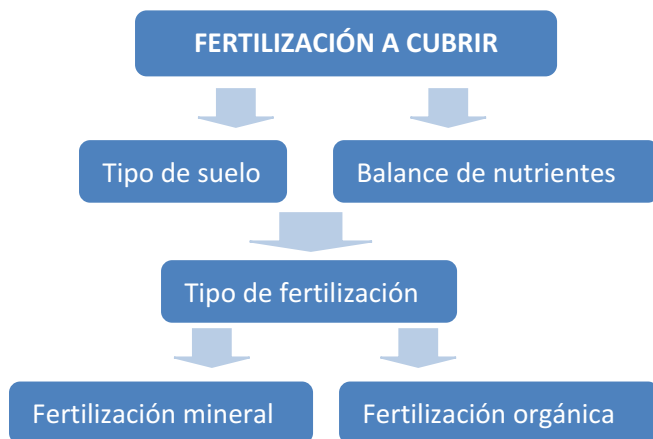 FERTILIZACIÓN A CUBRIR
Tipo de suelo
Balance de nutrientes
Tipo de fertilización
Fertilización mineral
Fertilización orgánica